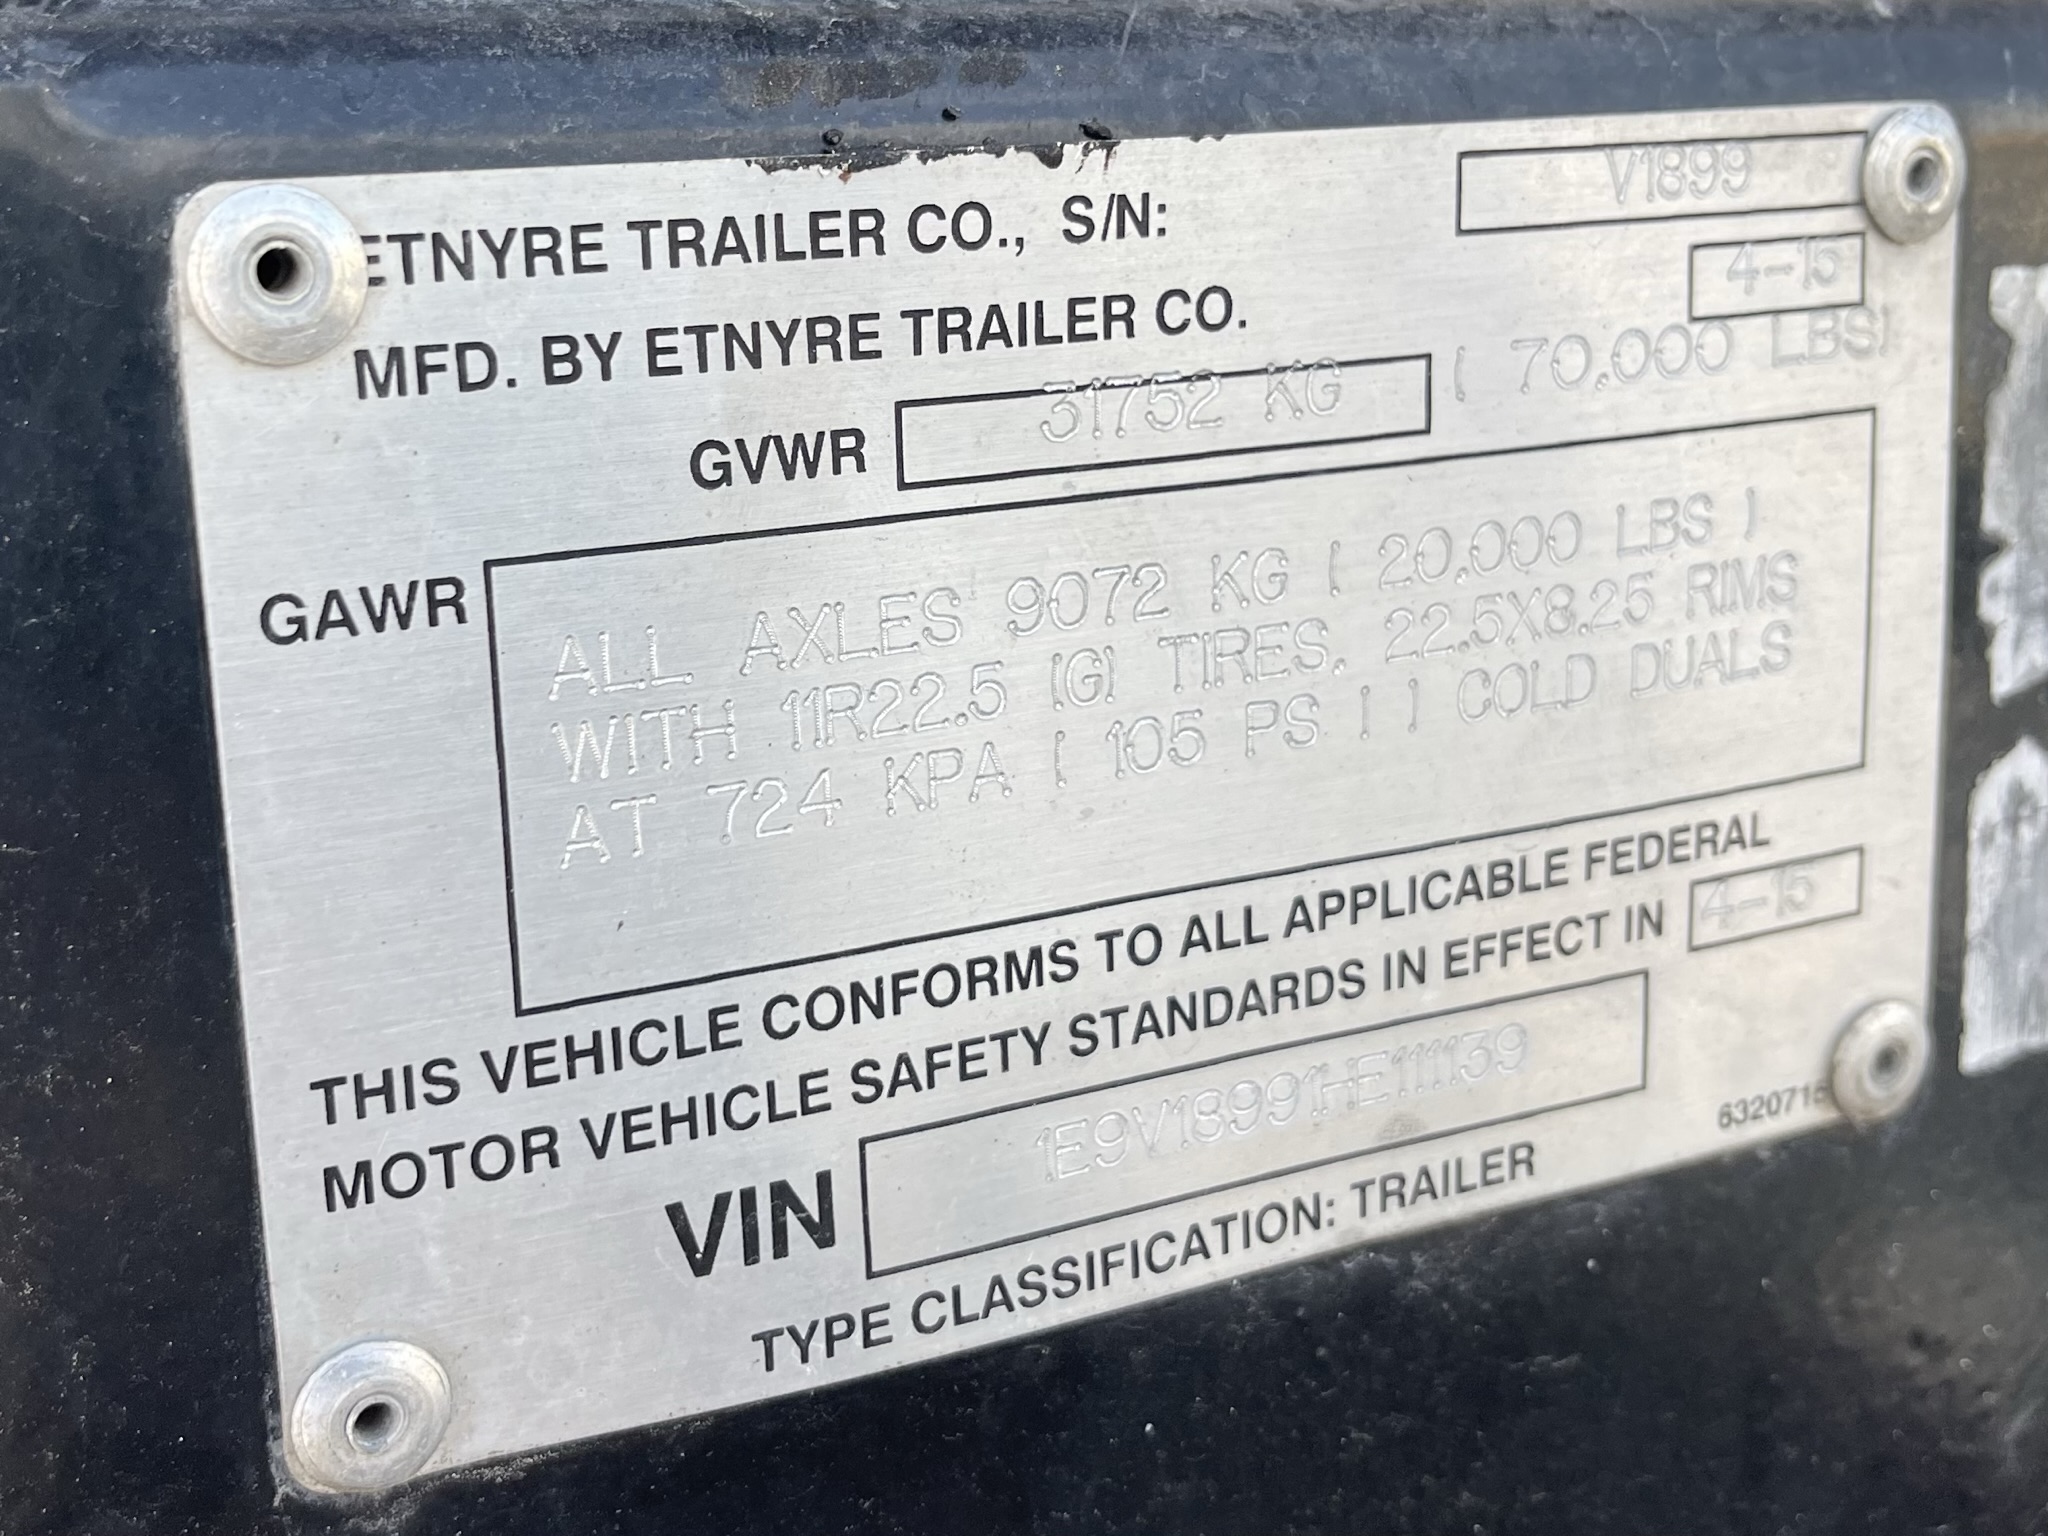 ETNYRE TRAILER CO., S/N: V1899
MFD. BY ETNYRE TRAILER CO. 4-15
GVWR 31752 KG ( 70,000 LBS)
GAWR
ALL AXLES 9072 KG ( 20,000 LBS )
WITH 11R22.5 (G) TIRES, 22.5X8.25 RIMS
AT 724 KPA ( 105 PSI ) COLD DUALS
THIS VEHICLE CONFORMS TO ALL APPLICABLE FEDERAL
MOTOR VEHICLE SAFETY STANDARDS IN EFFECT IN 4-15
VIN 1E9V18991HE111139
6320715
TYPE CLASSIFICATION: TRAILER